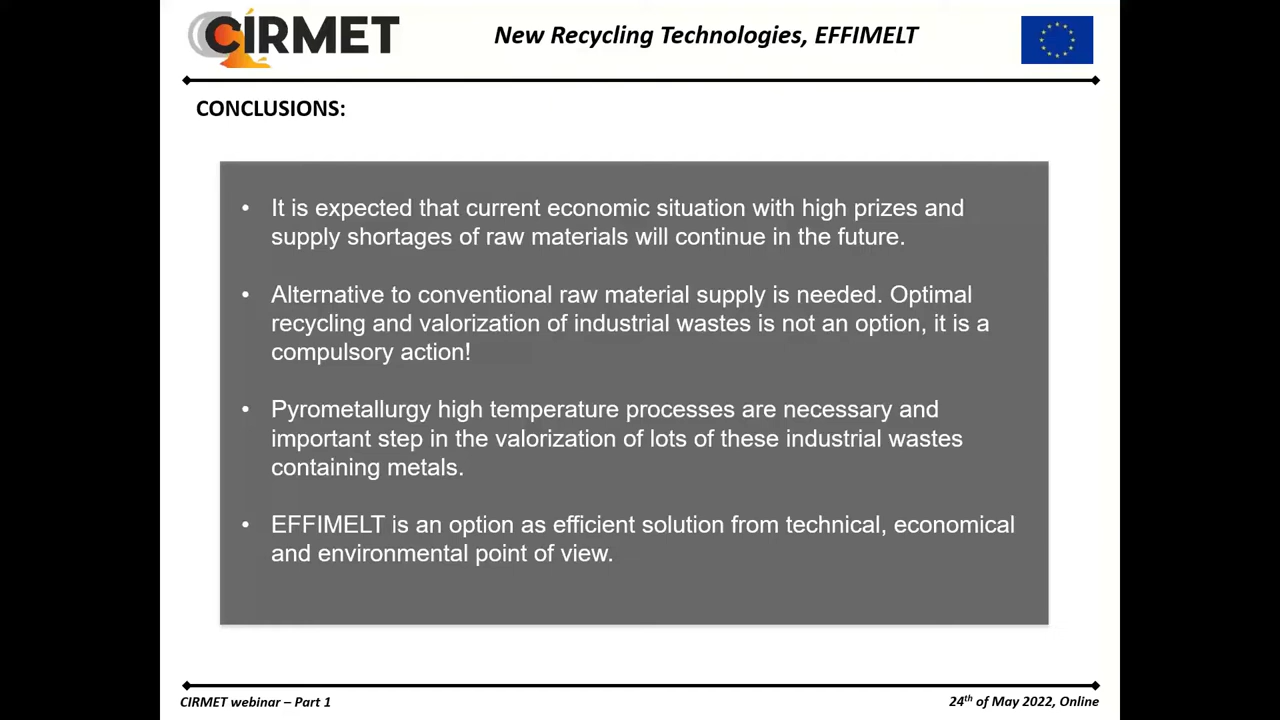 CIRMET
New Recycling Technologies, EFFIMELT
CONCLUSIONS:
• It is expected that current economic situation with high prizes and
supply shortages of raw materials will continue in the future.
• Alternative to conventional raw material supply is needed. Optimal
recycling and valorization of industrial wastes is not an option, it is a
compulsory action!
• Pyrometallurgy high temperature processes are necessary and
important step in the valorization of lots of these industrial wastes
containing metals.
• EFFIMELT is an option as efficient solution from technical, economical
and environmental point of view.
CIRMET webinar – Part 1
24th of May 2022, Online